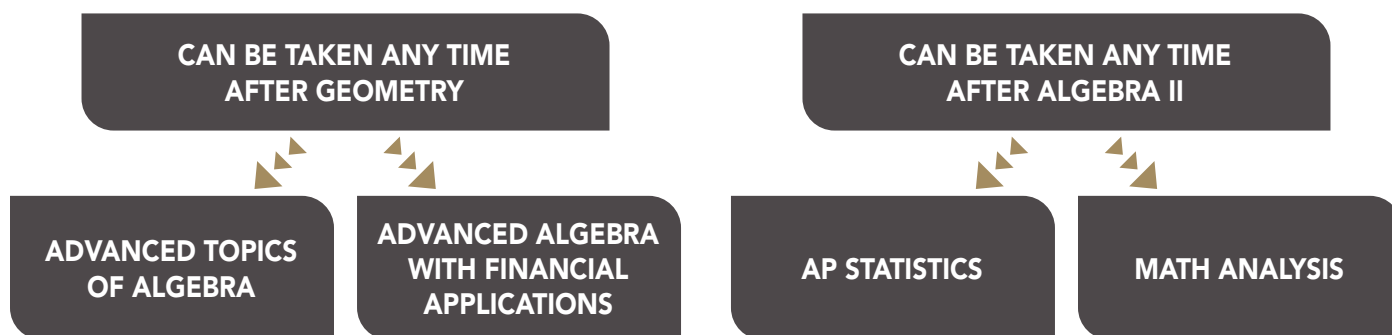 CAN BE TAKEN ANY TIME
AFTER GEOMETRY
CAN BE TAKEN ANY TIME
AFTER ALGEBRA II
ADVANCED TOPICS
OF ALGEBRA
ADVANCED ALGEBRA
WITH FINANCIAL
APPLICATIONS
AP STATISTICS
MATH ANALYSIS